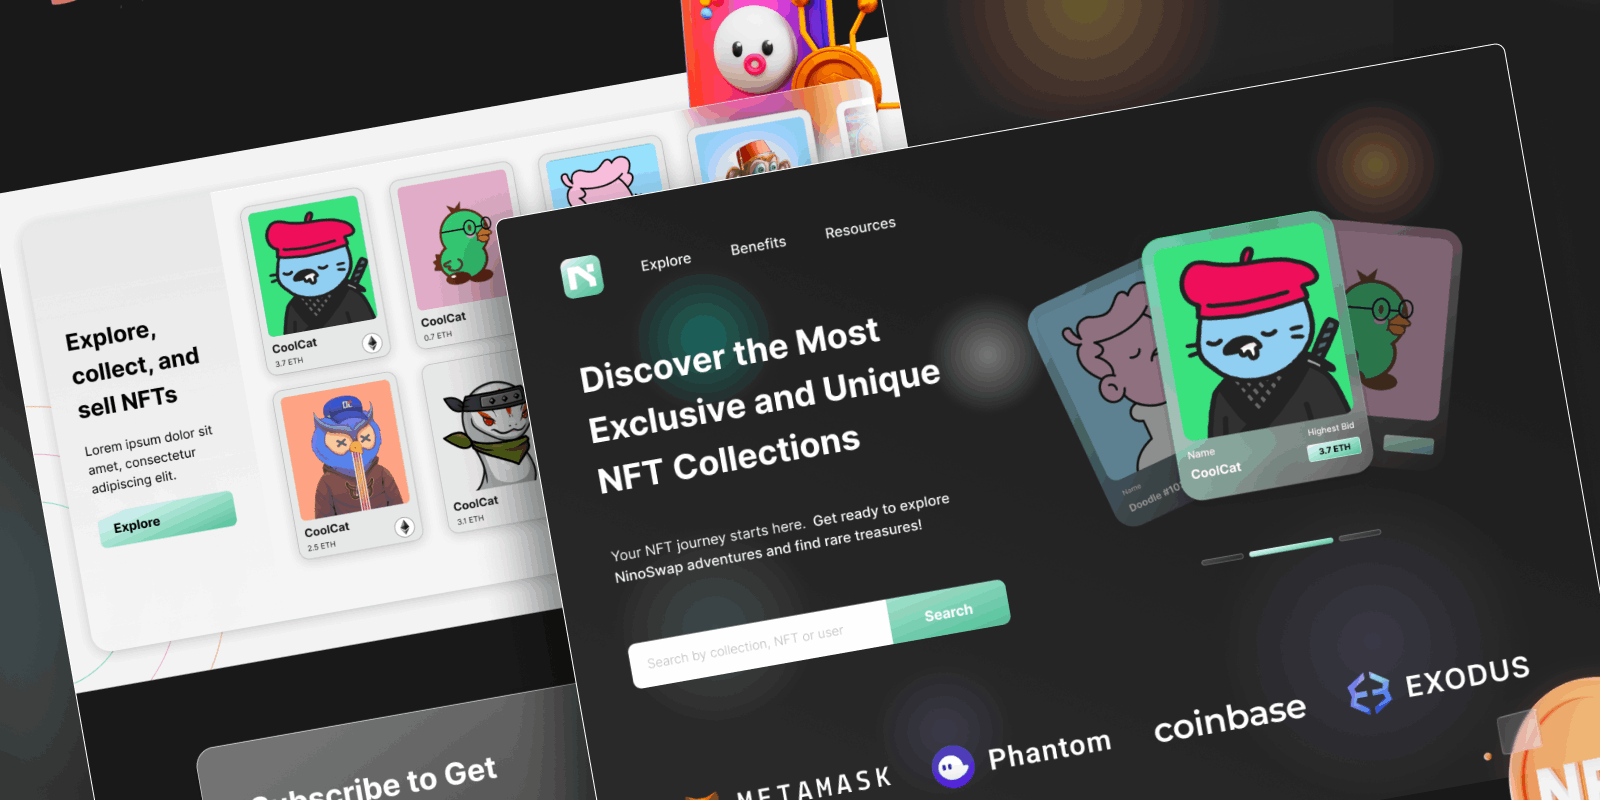 Explore,
collect, and
sell NFTs
Lorem ipsum dolor sit
amet, consectetur
adipiscing elit.
Explore
CoolCat
3.7 ETH
CoolCat
0.7 ETH
CoolCat
2.5 ETH
CoolCat
3.1 ETH
to Get
N
Explore
Benefits
Resources
Discover the Most
Exclusive and Unique
NFT Collections
Your NFT journey starts here. Get ready to explore
NinoSwap adventures and find rare treasures!
Search by collection, NFT or user
Search
Name
Doodle
Name
CoolCat
Highest Bid
3.7 ETH
METAMASK
Phantom
coinbase
EXODUS